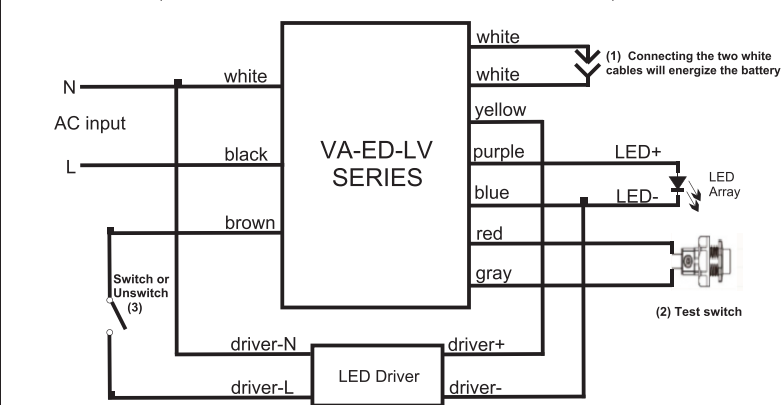 white
(1) Connecting the two white
cables will energize the battery
N
white
white
yellow
AC input
VA-ED-LV
SERIES
black
purple
LED+
L
LED
Array
blue
LED-
brown
red
gray
Switch or
Unswitch
(3)
(2) Test switch
driver-N
driver+
LED Driver
driver-L
driver-